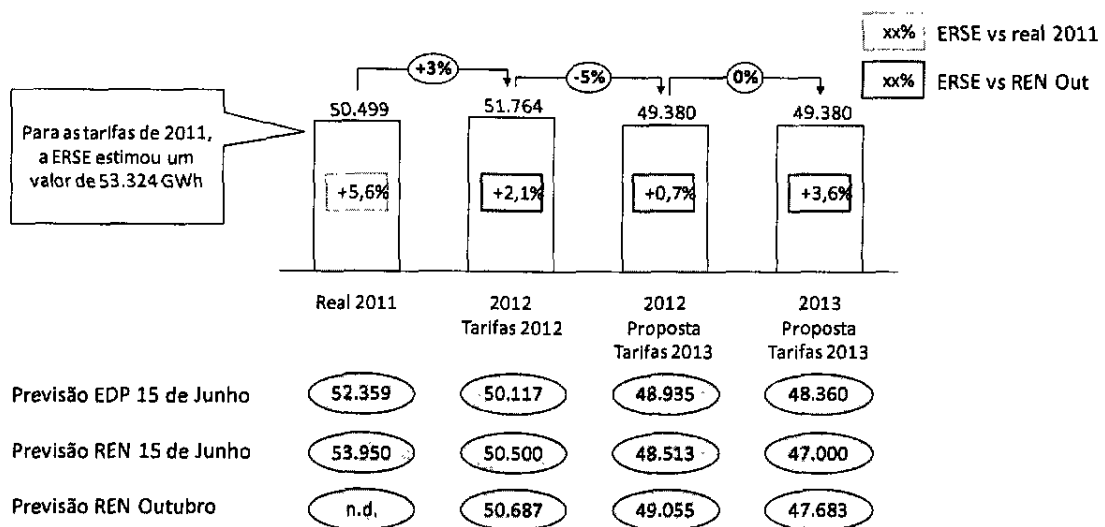 xx% ERSE vs real 2011
xx% ERSE vs REN Out
+3% -5% 0%
50.499 51.764 49.380 49.380
Para as tarifas de 2011,
a ERSE estimou um
valor de 53.324 GWh
+5,6% +2,1% +0,7% +3,6%
Real 2011 2012 2012 2013
Tarifas 2012 Proposta Proposta
Tarifas 2013 Tarifas 2013
Previsão EDP 15 de Junho 52.359 50.117 48.935 48.360
Previsão REN 15 de Junho 53.950 50.500 48.513 47.000
Previsão REN Outubro n.d. 50.687 49.055 47.683